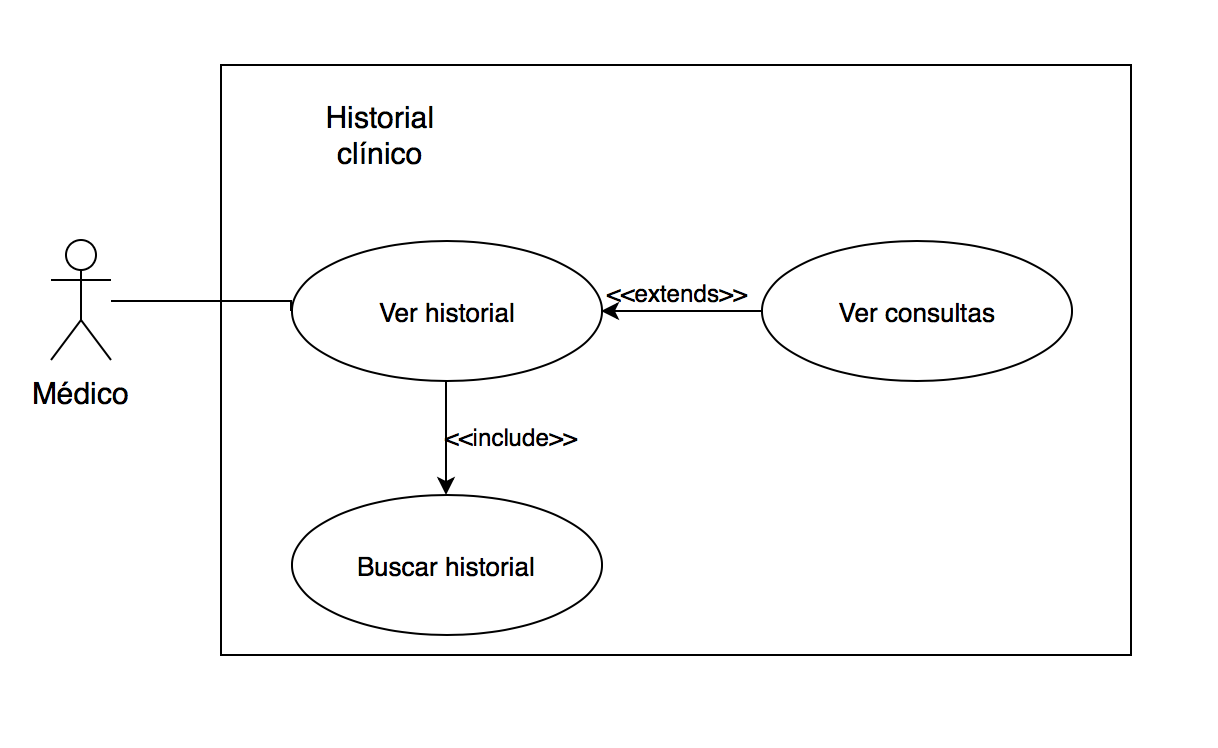 Historial
clínico
Médico
Ver historial
<<extends>>
Ver consultas
<<include>>
Buscar historial